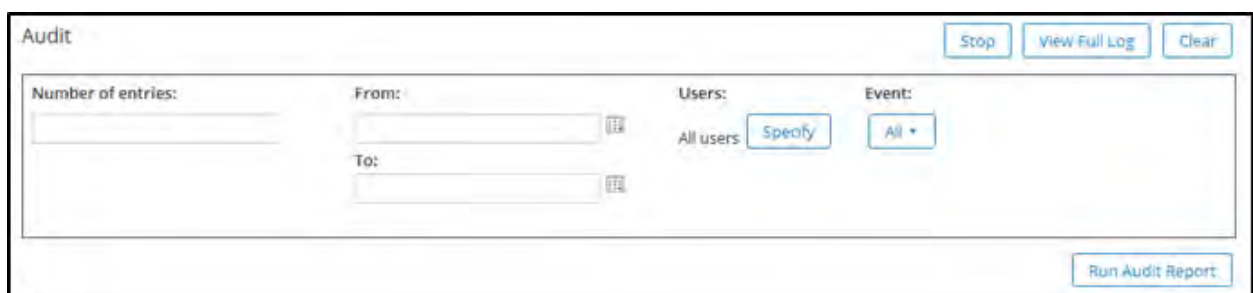 Audit
Stop View Full Log Clear
Number of entries: From: Users: Event:
All users Specify All
To:
Run Audit Report